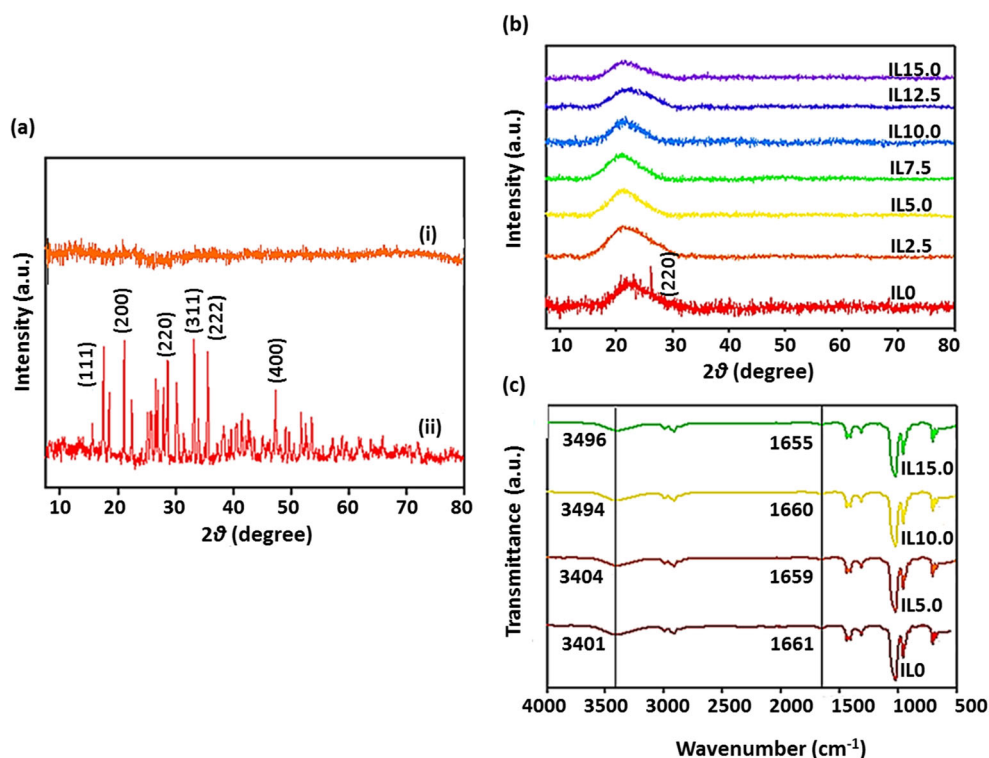 (a)
Intensity (a.u.)
(i)
(ii)
(111)
(200)
(220)
(311)
(222)
(400)
10 20 30 40 50 60 70 80
2ϑ (degree)
(b)
Intensity (a.u.)
IL15.0
IL12.5
IL10.0
IL7.5
IL5.0
IL2.5
(220)
IL0
10 20 30 40 50 60 70 80
2ϑ (degree)
(c)
Transmittance (a.u.)
3496 1655 IL15.0
3494 1660 IL10.0
3404 1659 IL5.0
3401 1661 IL0
4000 3500 3000 2500 2000 1500 1000 500
Wavenumber (cm⁻¹)